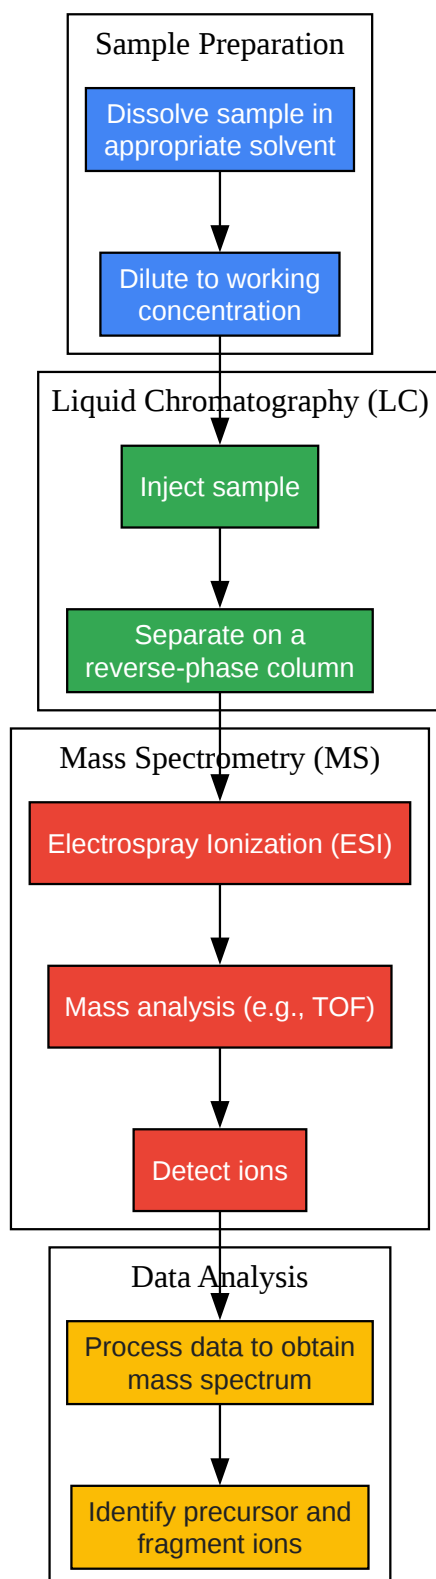 Sample Preparation
Dissolve sample in
appropriate solvent
Dilute to working
concentration
Liquid Chromatography (LC)
Inject sample
Separate on a
reverse-phase column
Mass Spectrometry (MS)
Electrospray Ionization (ESI)
Mass analysis (e.g., TOF)
Detect ions
Data Analysis
Process data to obtain
mass spectrum
Identify precursor and
fragment ions